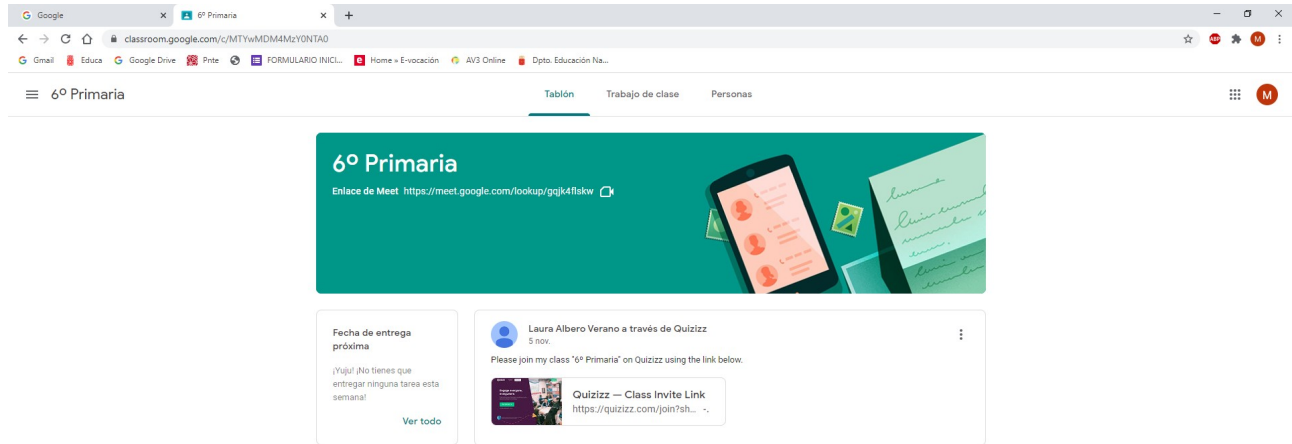 Google
6º Primaria
classroom.google.com/c/MTYwMDM4MzY0NTA0
ABP
M
Gmail
Educa
Google Drive
Pnte
FORMULARIO INICI...
Home » E-vocación
AV3 Online
Dpto. Educación Na...
6º Primaria
Tablón
Trabajo de clase
Personas
M
6º Primaria
Enlace de Meet https://meet.google.com/lookup/gqjk4flskw
Fecha de entrega
próxima
¡Yuju! ¡No tienes que
entregar ninguna tarea esta
semana!
Ver todo
Laura Albero Verano a través de Quizizz
5 nov.
Please join my class "6º Primaria" on Quizizz using the link below.
Quizizz — Class Invite Link
https://quizizz.com/join?sh... -.